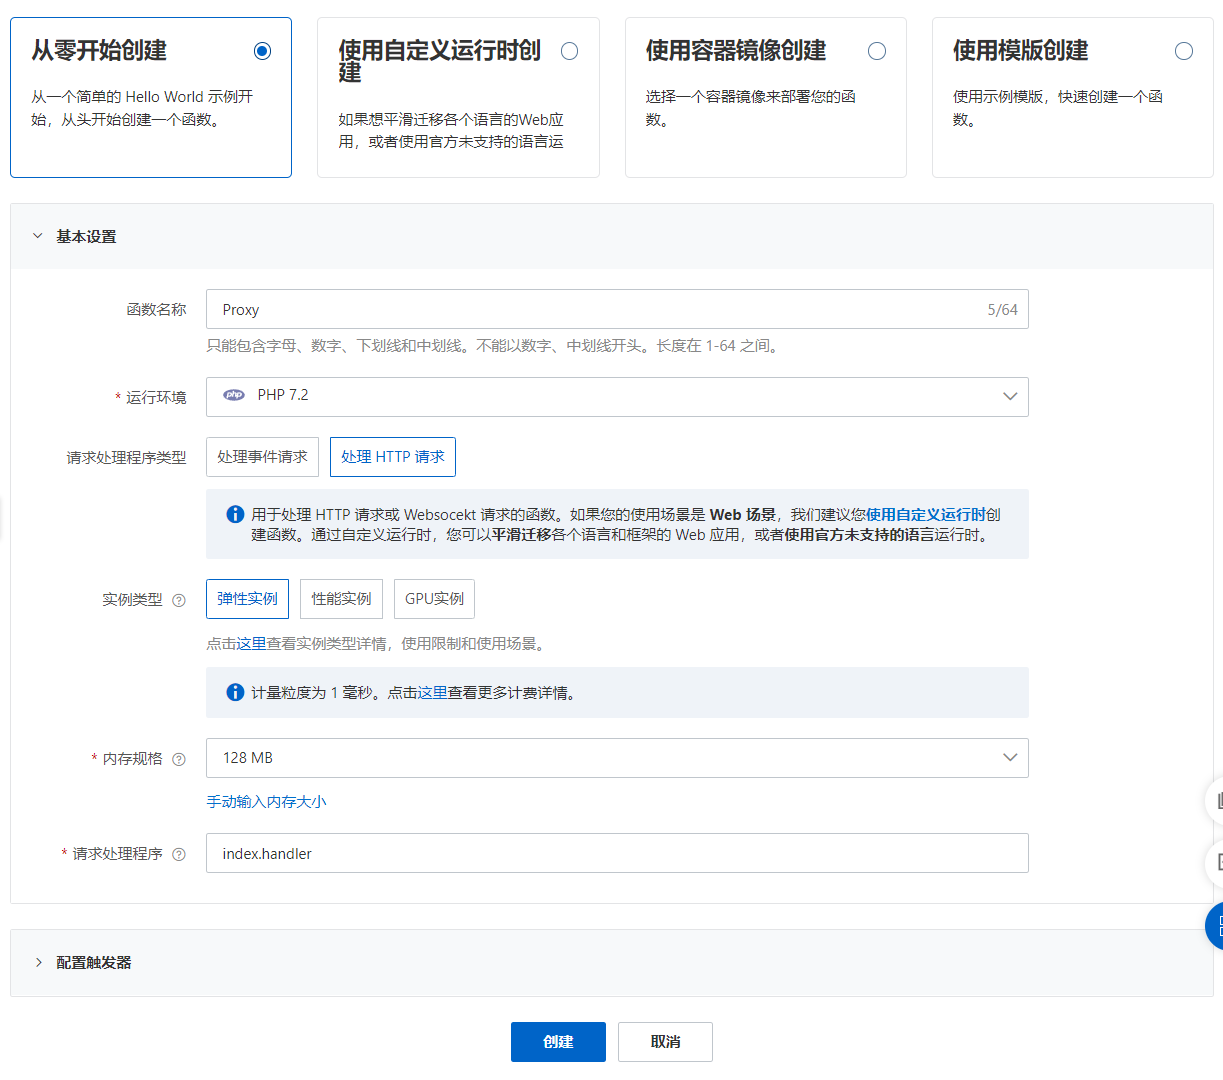 从零开始创建
从一个简单的 Hello World 示例开
始，从头开始创建一个函数。
使用自定义运行时创
建
如果想平滑迁移各个语言的Web应
用，或者使用官方未支持的语言运
使用容器镜像创建
选择一个容器镜像来部署您的函
数。
使用模版创建
使用示例模版，快速创建一个函
数。
基本设置
函数名称
Proxy
5/64
只能包含字母、数字、下划线和中划线。不能以数字、中划线开头。长度在 1-64 之间。
* 运行环境
php PHP 7.2
请求处理程序类型
处理事件请求
处理 HTTP 请求
用于处理 HTTP 请求或 Websocekt 请求的函数。如果您的使用场景是 Web 场景，我们建议您使用自定义运行时创
建函数。通过自定义运行时，您可以平滑迁移各个语言和框架的 Web 应用，或者使用官方未支持的语言运行时。
实例类型
弹性实例
性能实例
GPU实例
点击这里查看实例类型详情，使用限制和使用场景。
计量粒度为 1 毫秒。点击这里查看更多计费详情。
* 内存规格
128 MB
手动输入内存大小
* 请求处理程序
index.handler
配置触发器
创建
取消